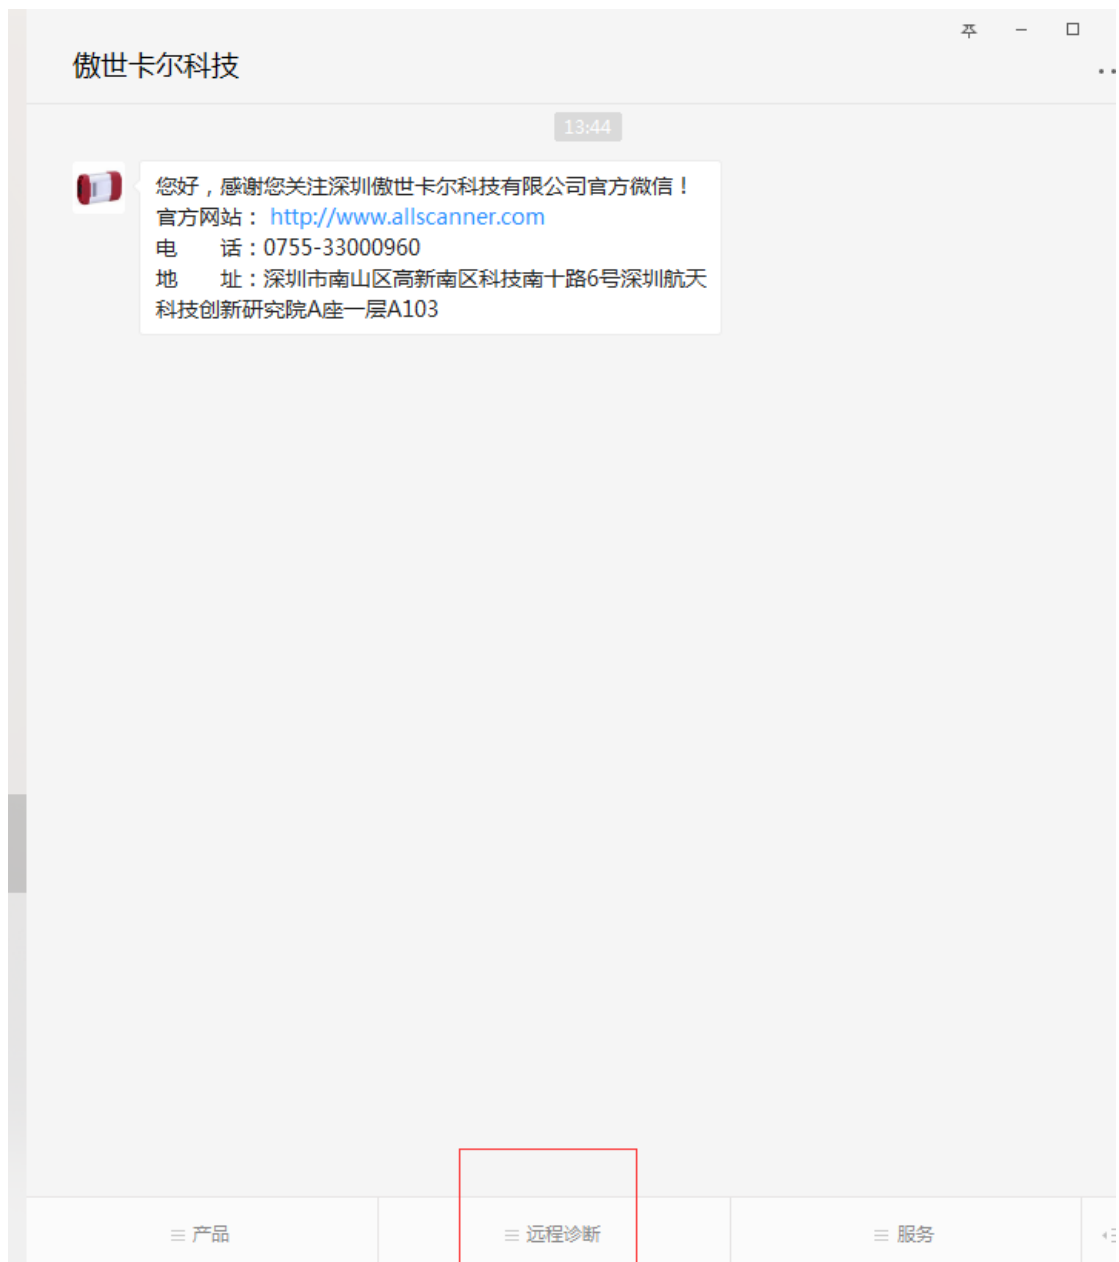 傲世卡尔科技
13:44
您好，感谢您关注深圳傲世卡尔科技有限公司官方微信！
官方网站： http://www.allscanner.com
电　　话：0755-33000960
地　　址：深圳市南山区高新南区科技南十路6号深圳航天
科技创新研究院A座一层A103
产品
远程诊断
服务